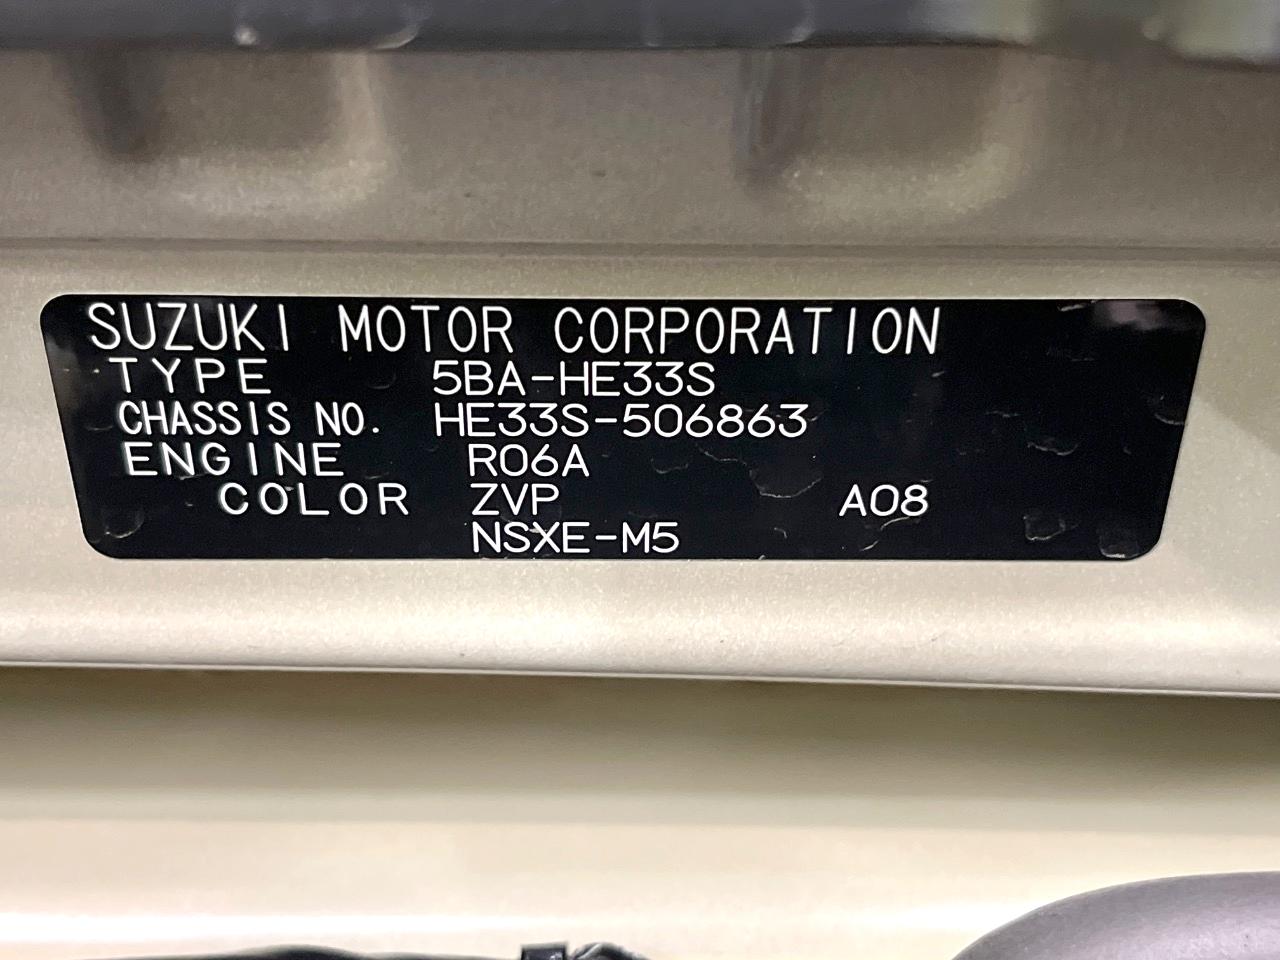 SUZUKI MOTOR CORPORATION
TYPE 5BA-HE33S
CHASSIS NO. HE33S-506863
ENGINE R06A
COLOR ZVP A08
NSXE-M5